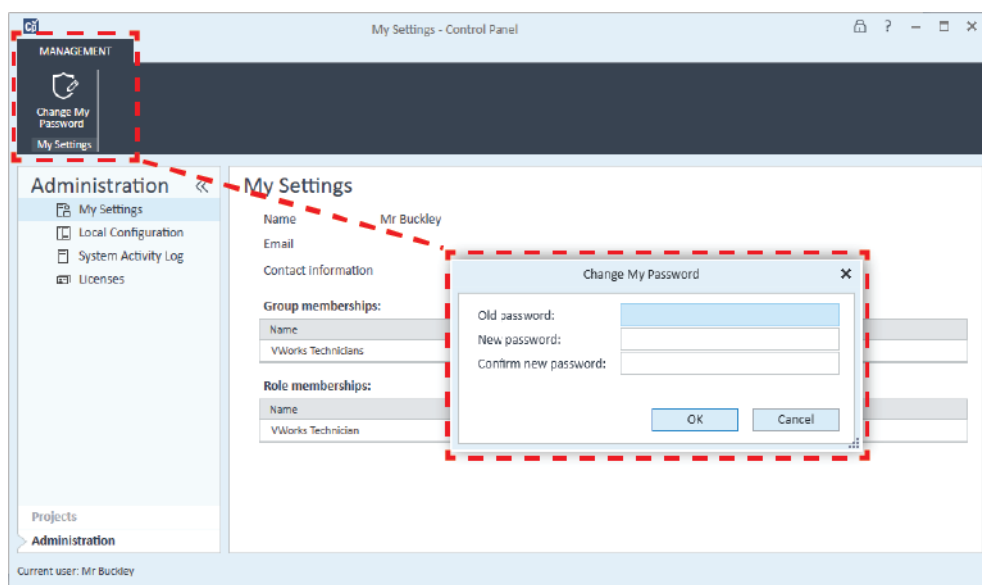 My Settings - Control Panel
?
MANAGEMENT
Change My
Password
My Settings
Administration
My Settings
Local Configuration
System Activity Log
Licenses
Projects
Administration
My Settings
Name Mr Buckley
Email
Contact Information
Group memberships:
Name
VWorks Technicians
Role memberships:
Name
VWorks Technician
Change My Password
Old password:
New password:
Confirm new password:
OK Cancel
Current user: Mr Buckley